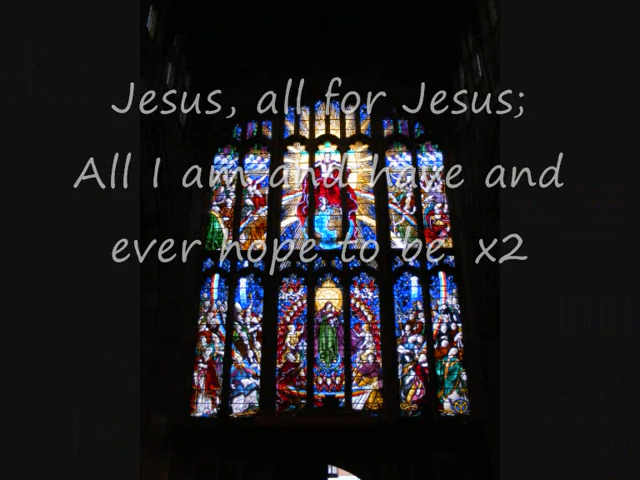 Jesus, all for Jesus;
All I am and have and
ever hope to be  x2